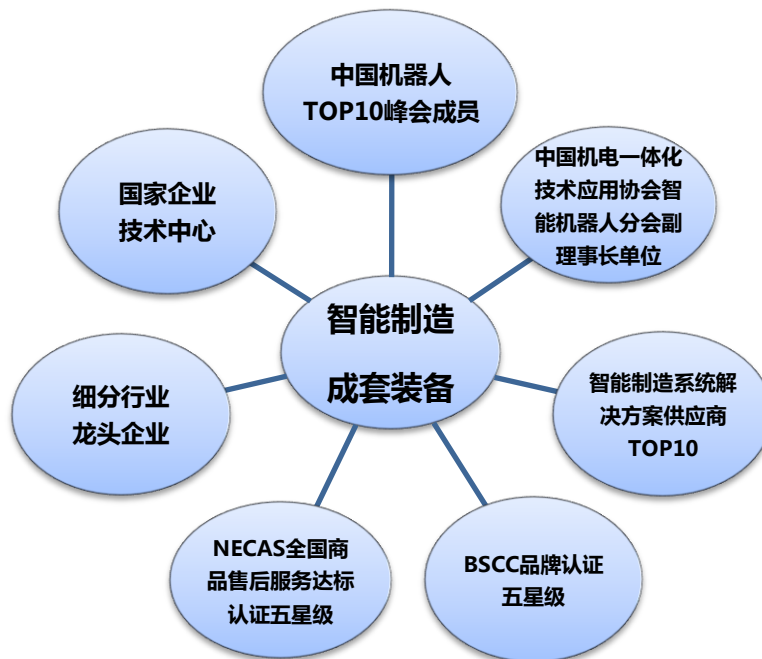 中国机器人
TOP10峰会成员
中国机电一体化
技术应用协会智
能机器人分会副
理事长单位
国家企业
技术中心
智能制造
成套装备
细分行业
龙头企业
智能制造系统解
决方案供应商
TOP10
NECAS全国商
品售后服务达标
认证五星级
BSCC品牌认证
五星级